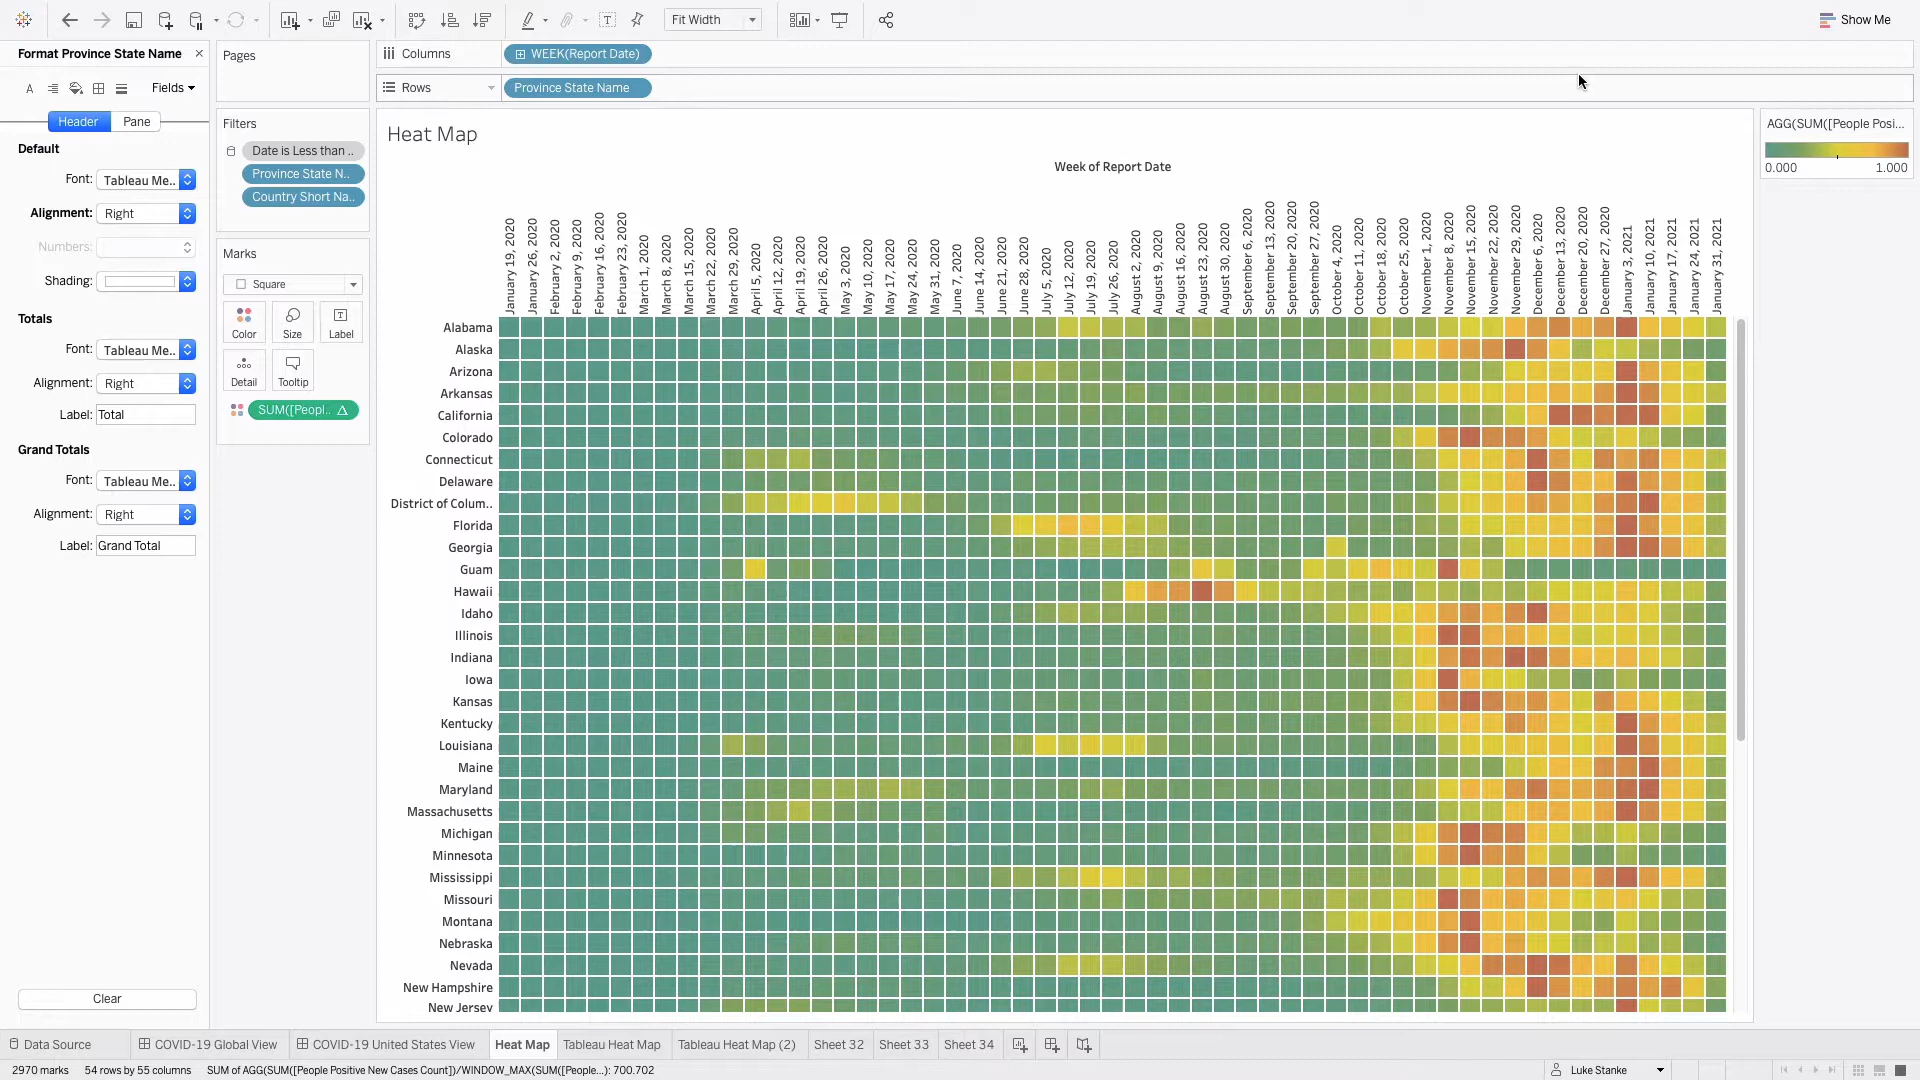 Fit Width
Show Me
Format Province State Name
Fields
Header
Pane
Default
Font:
Tableau Me..
Alignment:
Right
Numbers:
Shading:
Totals
Font:
Tableau Me..
Alignment:
Right
Label:
Total
Grand Totals
Font:
Tableau Me..
Alignment:
Right
Label:
Grand Total
Clear
Pages
Filters
Date is Less than ..
Province State N..
Country Short Na..
Marks
Square
Color
Size
Label
Detail
Tooltip
SUM([Peopl..
Columns
WEEK(Report Date)
Rows
Province State Name
Heat Map
Week of Report Date
January 19, 2020
January 26, 2020
February 2, 2020
February 9, 2020
February 16, 2020
February 23, 2020
March 1, 2020
March 8, 2020
March 15, 2020
March 22, 2020
March 29, 2020
April 5, 2020
April 12, 2020
April 19, 2020
April 26, 2020
May 3, 2020
May 10, 2020
May 17, 2020
May 24, 2020
May 31, 2020
June 7, 2020
June 14, 2020
June 21, 2020
June 28, 2020
July 5, 2020
July 12, 2020
July 19, 2020
July 26, 2020
August 2, 2020
August 9, 2020
August 16, 2020
August 23, 2020
August 30, 2020
September 6, 2020
September 13, 2020
September 20, 2020
September 27, 2020
October 4, 2020
October 11, 2020
October 18, 2020
October 25, 2020
November 1, 2020
November 8, 2020
November 15, 2020
November 22, 2020
November 29, 2020
December 6, 2020
December 13, 2020
December 20, 2020
December 27, 2020
January 3, 2021
January 10, 2021
January 17, 2021
January 24, 2021
January 31, 2021
Alabama
Alaska
Arizona
Arkansas
California
Colorado
Connecticut
Delaware
District of Colum..
Florida
Georgia
Guam
Hawaii
Idaho
Illinois
Indiana
Iowa
Kansas
Kentucky
Louisiana
Maine
Maryland
Massachusetts
Michigan
Minnesota
Mississippi
Missouri
Montana
Nebraska
Nevada
New Hampshire
New Jersey
AGG(SUM([People Posi...
0.000
1.000
Data Source
COVID-19 Global View
COVID-19 United States View
Heat Map
Tableau Heat Map
Tableau Heat Map (2)
Sheet 32
Sheet 33
Sheet 34
2970 marks
54 rows by 55 columns
SUM of AGG(SUM([People Positive New Cases Count])/WINDOW_MAX(SUM([People...): 700.702
Luke Stanke